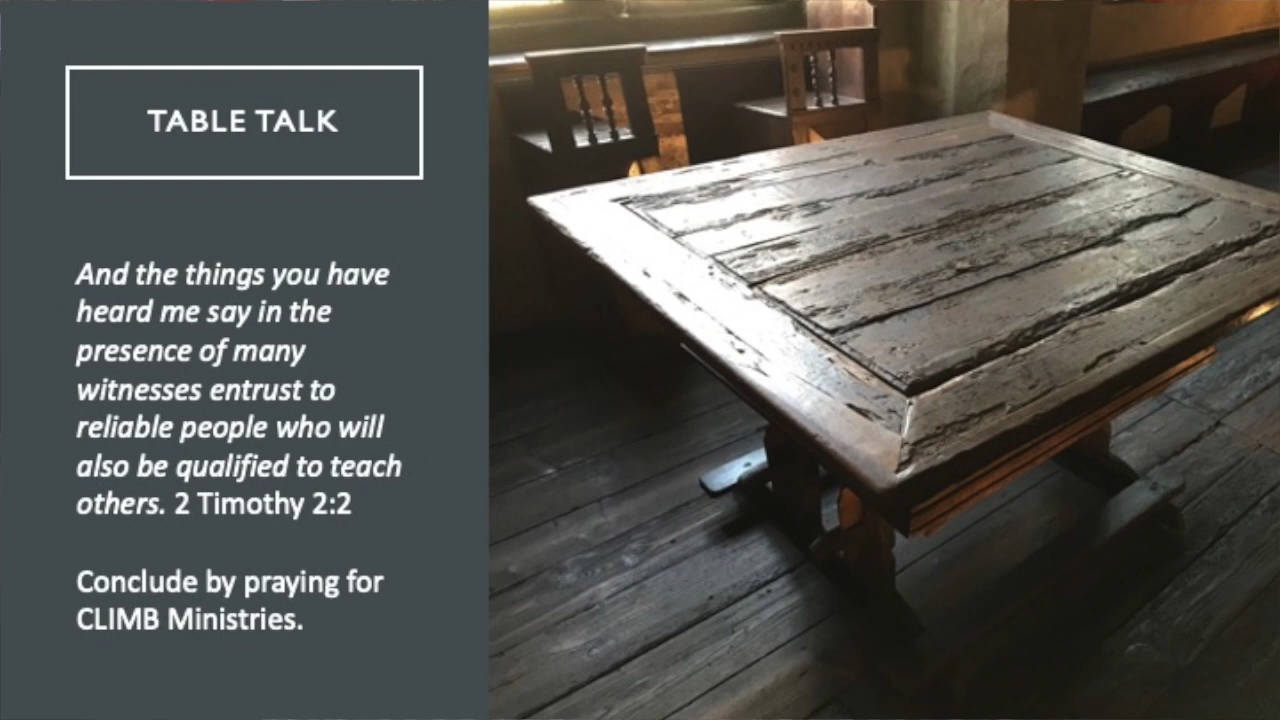 TABLE TALK
And the things you have
heard me say in the
presence of many
witnesses entrust to
reliable people who will
also be qualified to teach
others. 2 Timothy 2:2
Conclude by praying for
CLIMB Ministries.